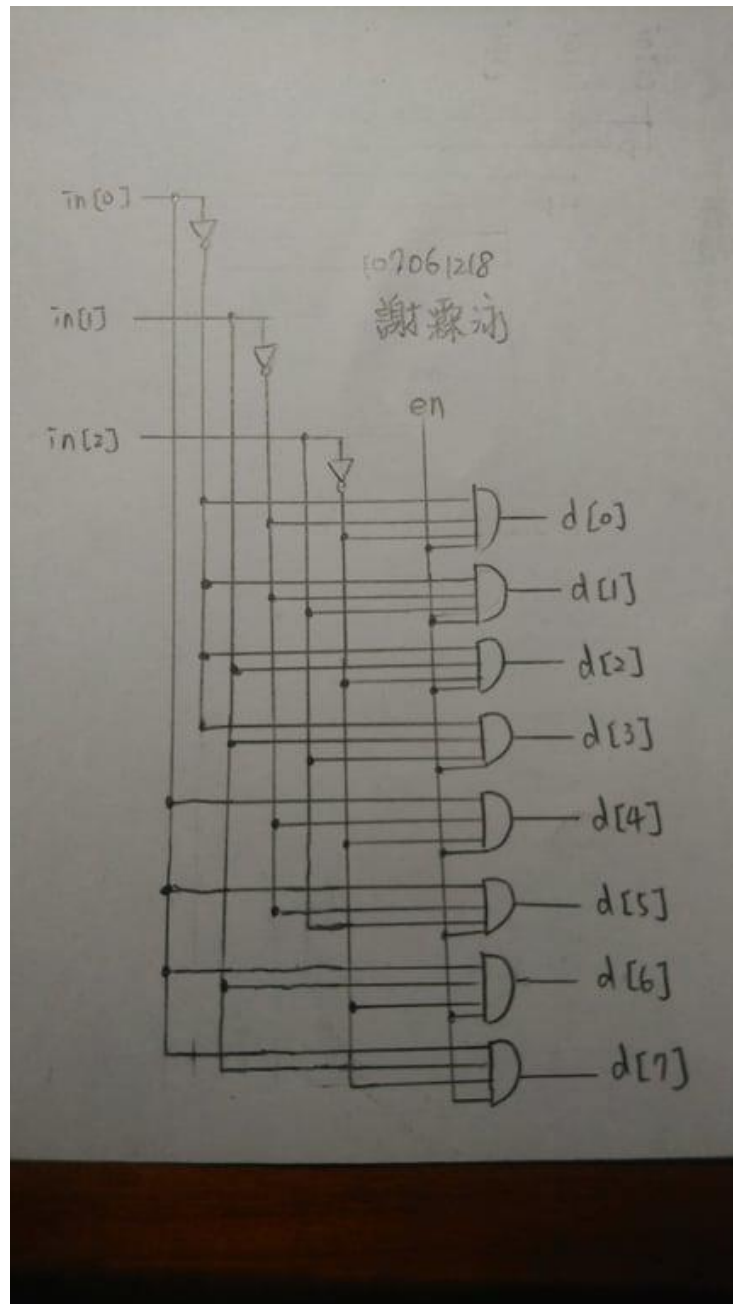 in[0]
107061218
in[1]
謝霖泳
en
in[2]
d[0]
d[1]
d[2]
d[3]
d[4]
d[5]
d[6]
d[7]